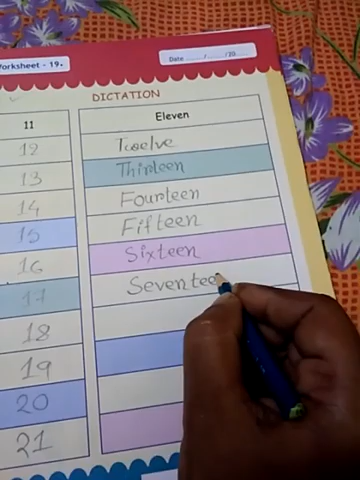 Worksheet - 19.
Date ....../....../20......
DICTATION
11 Eleven
12 Twelve
13 Thirteen
14 Fourteen
15 Fifteen
16 Sixteen
17 Seventee
18
19
20
21